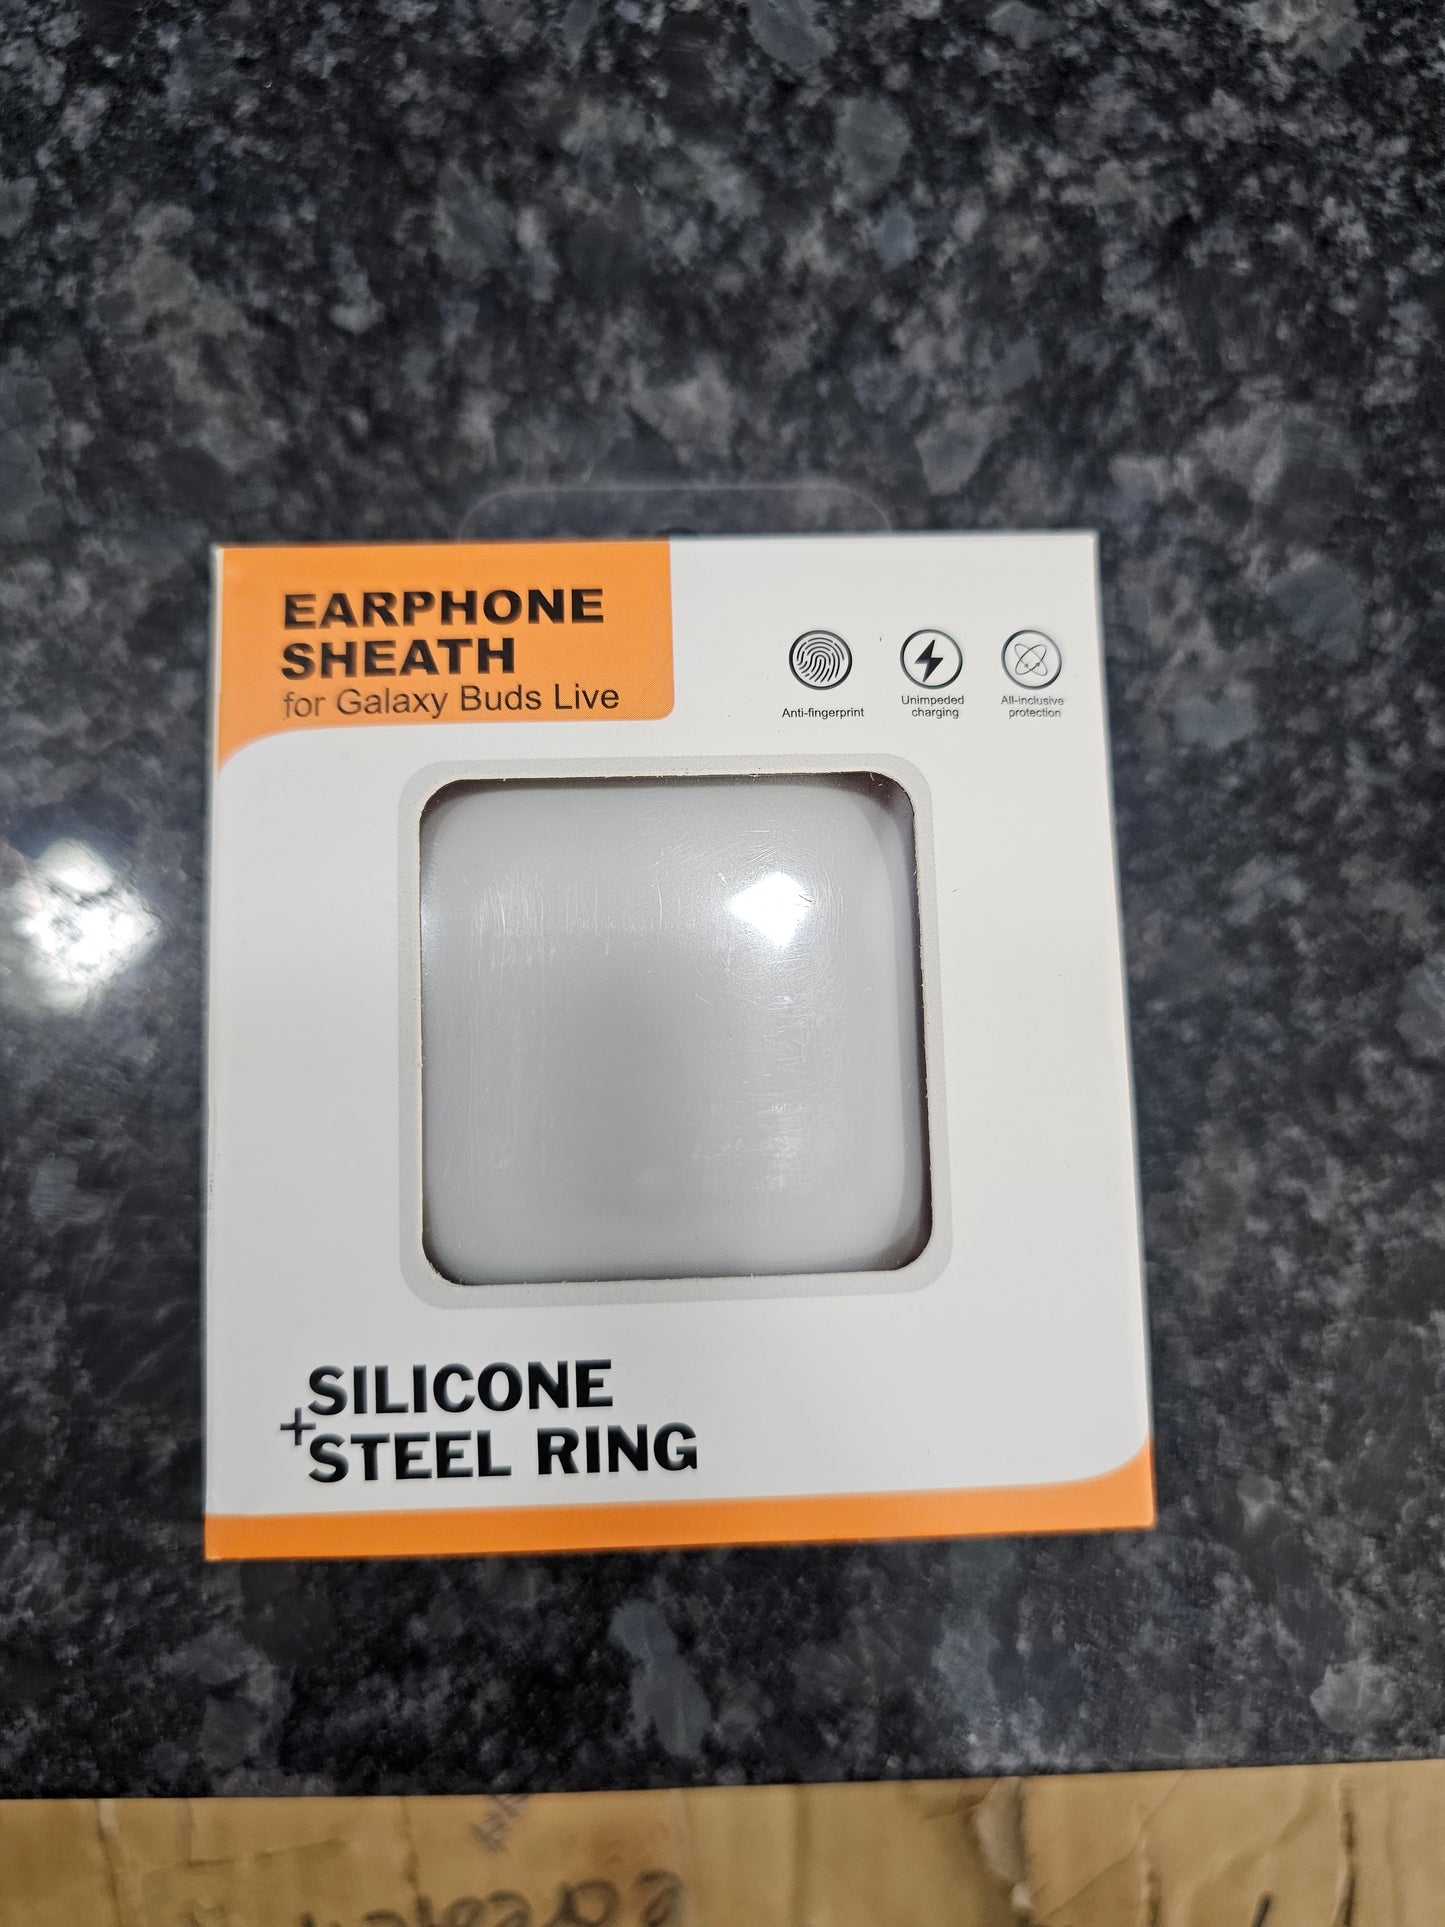 EARPHONE
SHEATH
for Galaxy Buds Live
Anti-fingerprint
Unimpeded
charging
All-inclusive
protection
SILICONE
+
STEEL RING